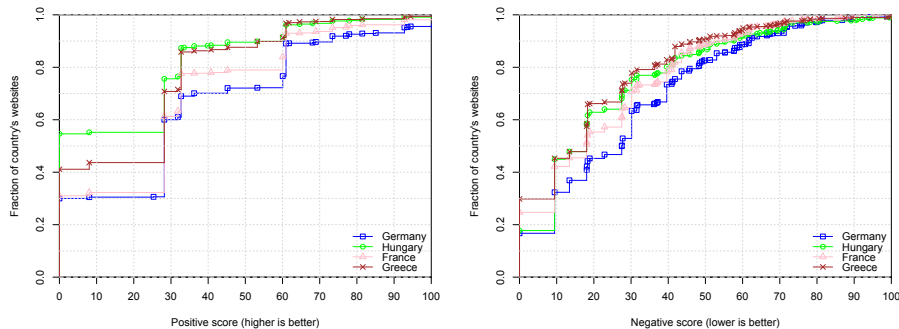 Fraction of country's websites
1.0
0.8
0.6
0.4
0.2
0.0
Germany
Hungary
France
Greece
0 10 20 30 40 50 60 70 80 90 100
Positive score (higher is better)
Fraction of country's websites
1.0
0.8
0.6
0.4
0.2
0.0
Germany
Hungary
France
Greece
0 10 20 30 40 50 60 70 80 90 100
Negative score (lower is better)